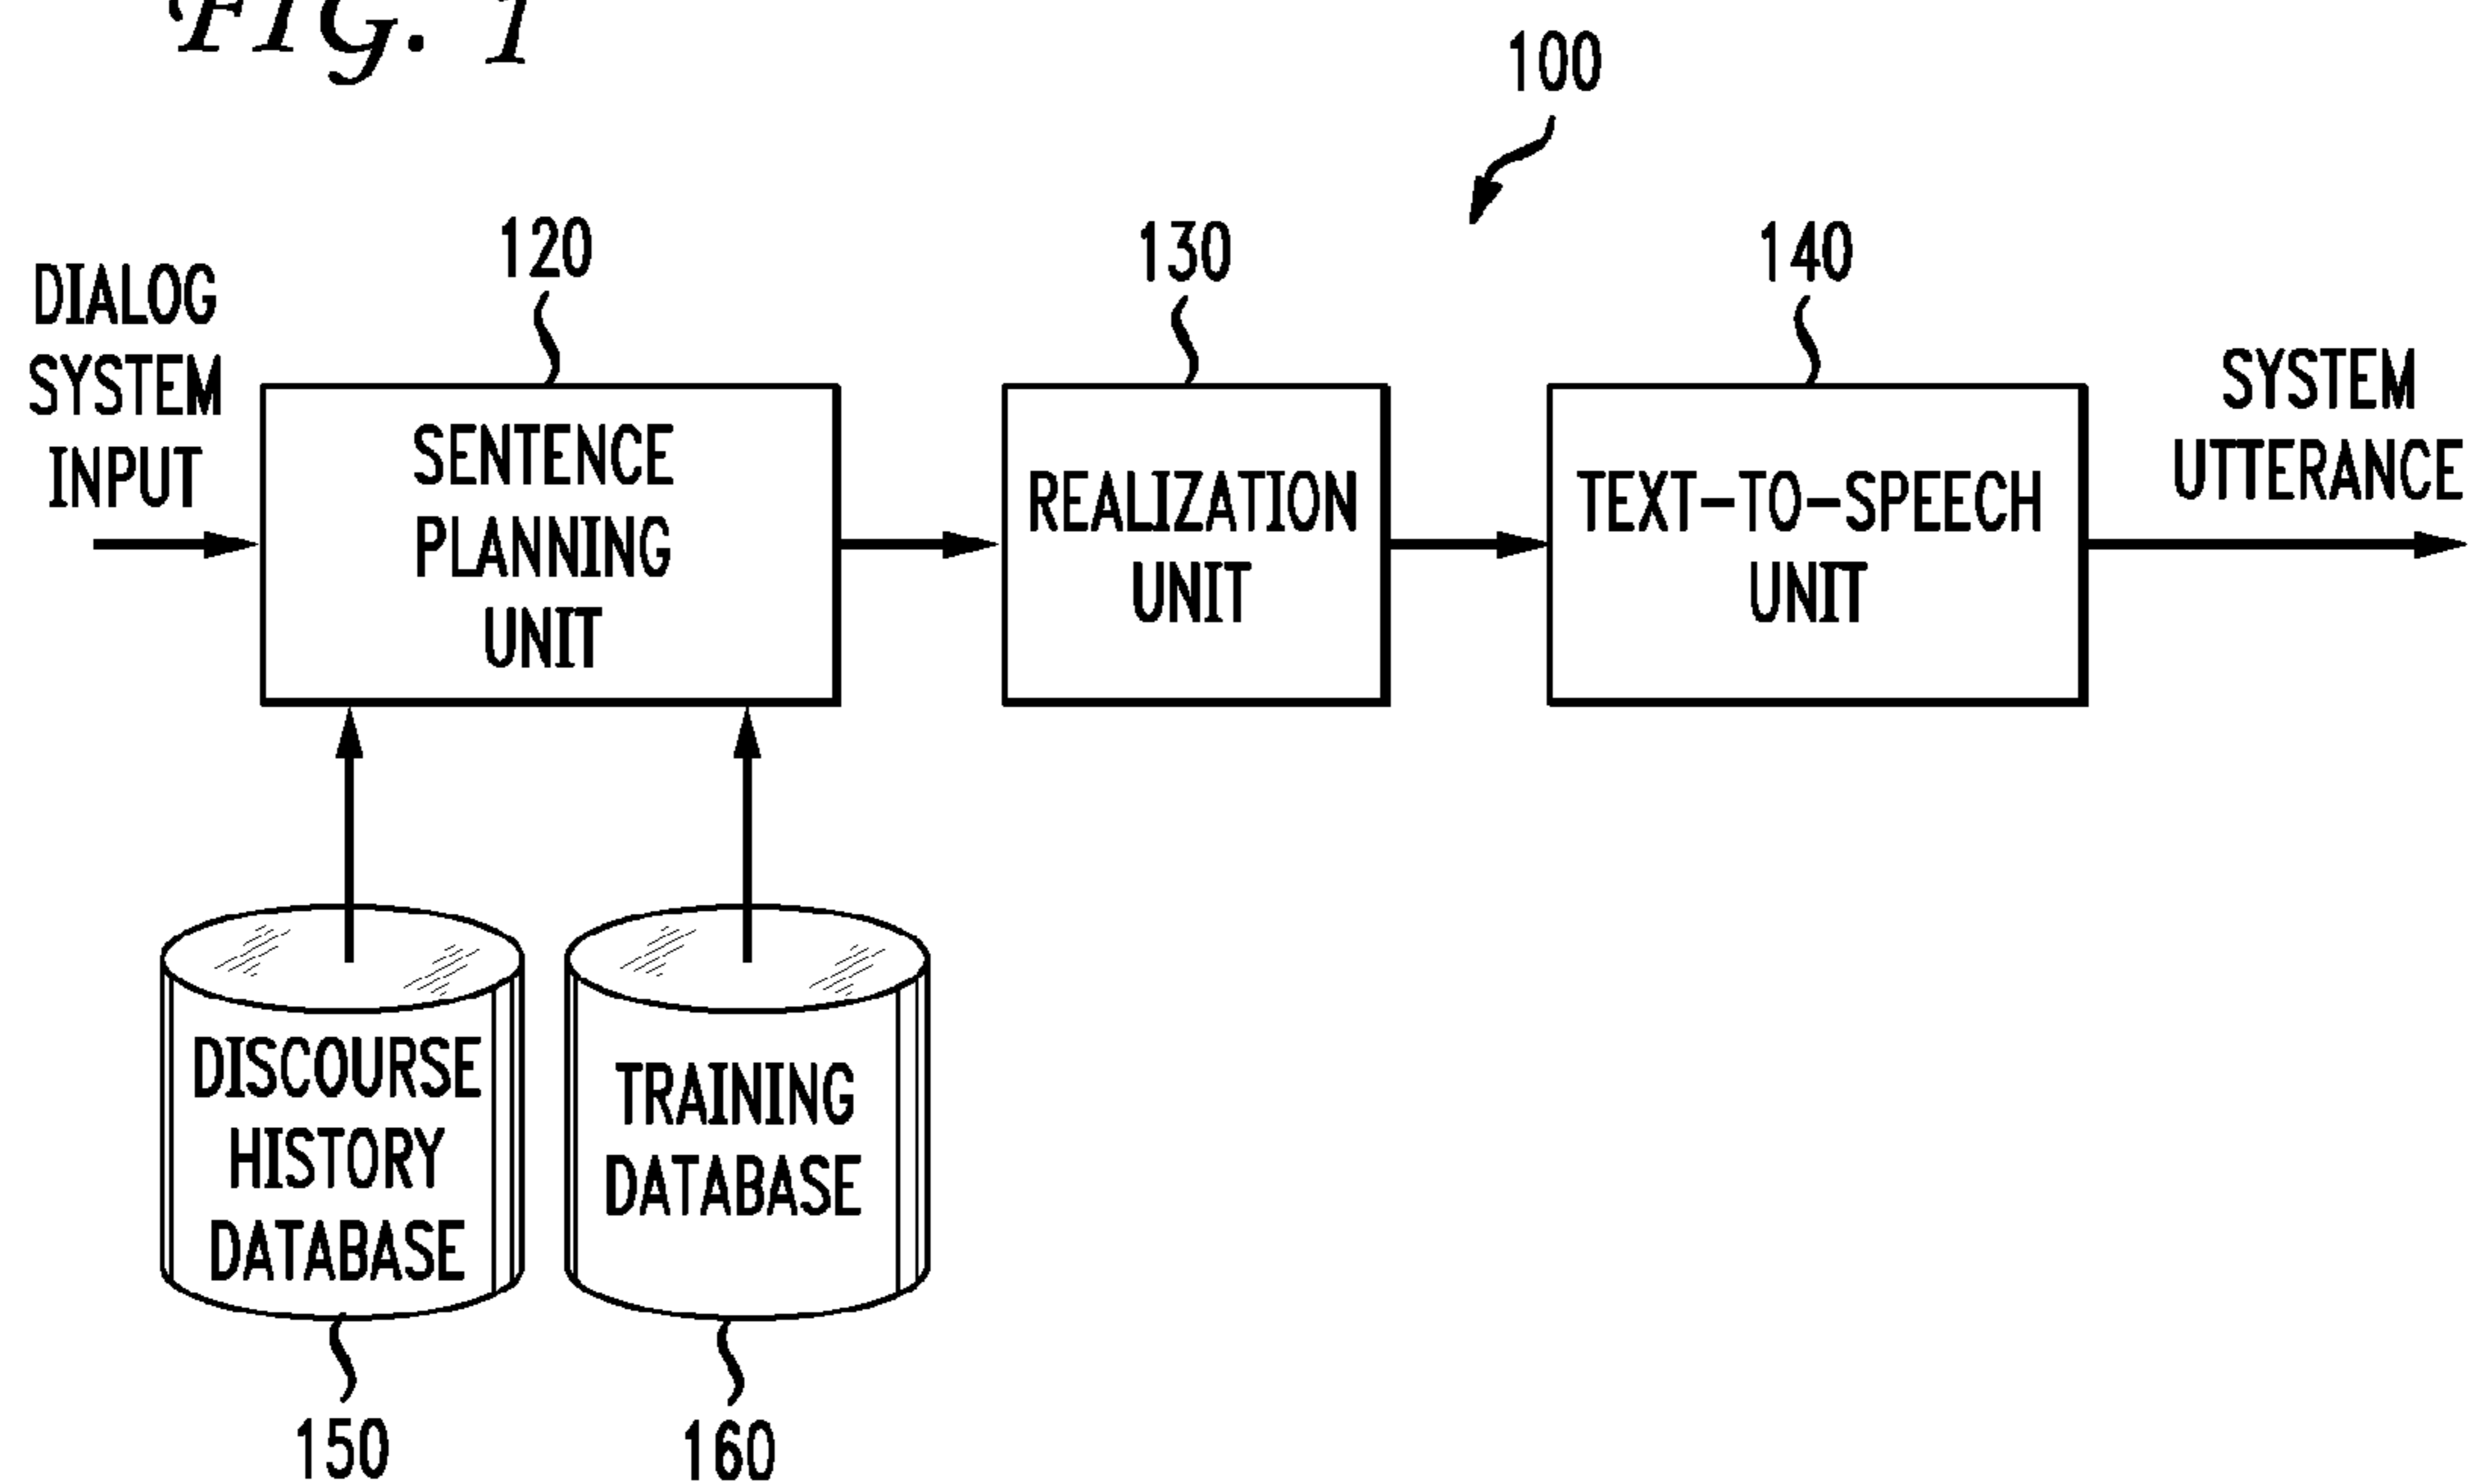 FIG. 1
100
120
130
140
DIALOG
SYSTEM
INPUT
SENTENCE
PLANNING
UNIT
REALIZATION
UNIT
TEXT-TO-SPEECH
UNIT
SYSTEM
UTTERANCE
DISCOURSE
HISTORY
DATABASE
TRAINING
DATABASE
150
160